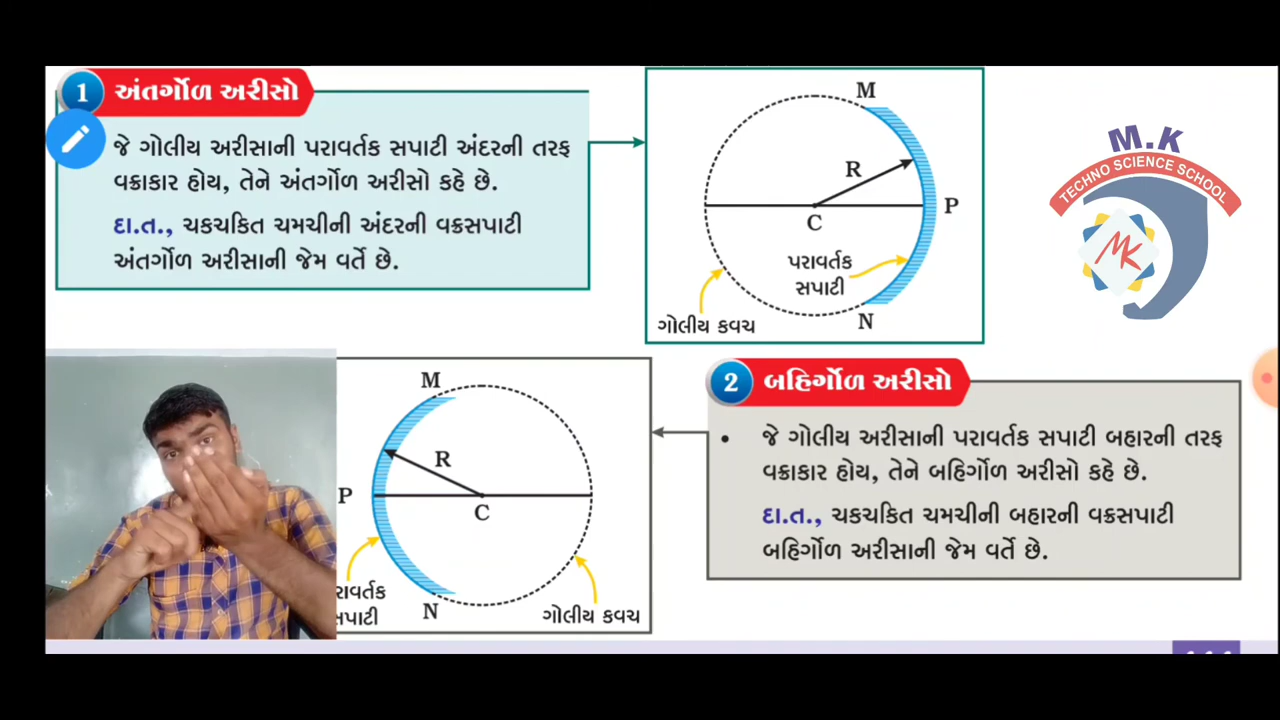 1 અંતર્ગોળ અરીસો
જે ગોલીય અરીસાની પરાવર્તક સપાટી અંદરની તરફ
વક્રાકાર હોય, તેને અંતર્ગોળ અરીસો કહે છે.
દા.ત., ચકચકિત ચમચીની અંદરની વક્રસપાટી
અંતર્ગોળ અરીસાની જેમ વર્તે છે.
M
R
P
C
પરાવર્તક
સપાટી
ગોલીય કવચ
N
M.K
TECHNO SCIENCE SCHOOL
MK
M
R
P
C
રાવર્તક
સપાટી
N
ગોલીય કવચ
2 બહિર્ગોળ અરીસો
• જે ગોલીય અરીસાની પરાવર્તક સપાટી બહારની તરફ
વક્રાકાર હોય, તેને બહિર્ગોળ અરીસો કહે છે.
દા.ત., ચકચકિત ચમચીની બહારની વક્રસપાટી
બહિર્ગોળ અરીસાની જેમ વર્તે છે.